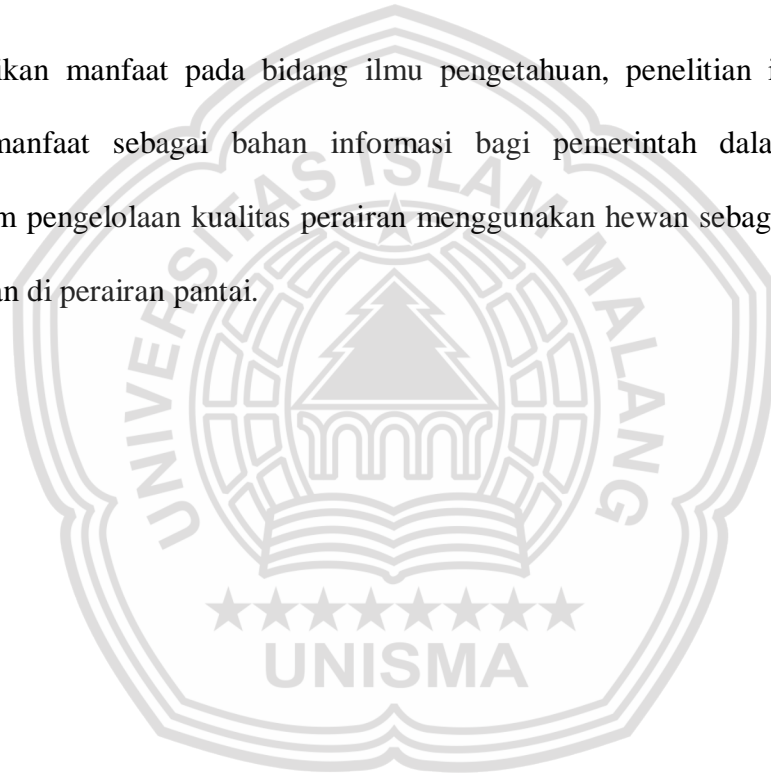 ikan manfaat pada bidang ilmu pengetahuan, penelitian i
manfaat sebagai bahan informasi bagi pemerintah dala
m pengelolaan kualitas perairan menggunakan hewan sebag
an di perairan pantai.
UNIVERSITAS ISLAM MALANG
UNISMA